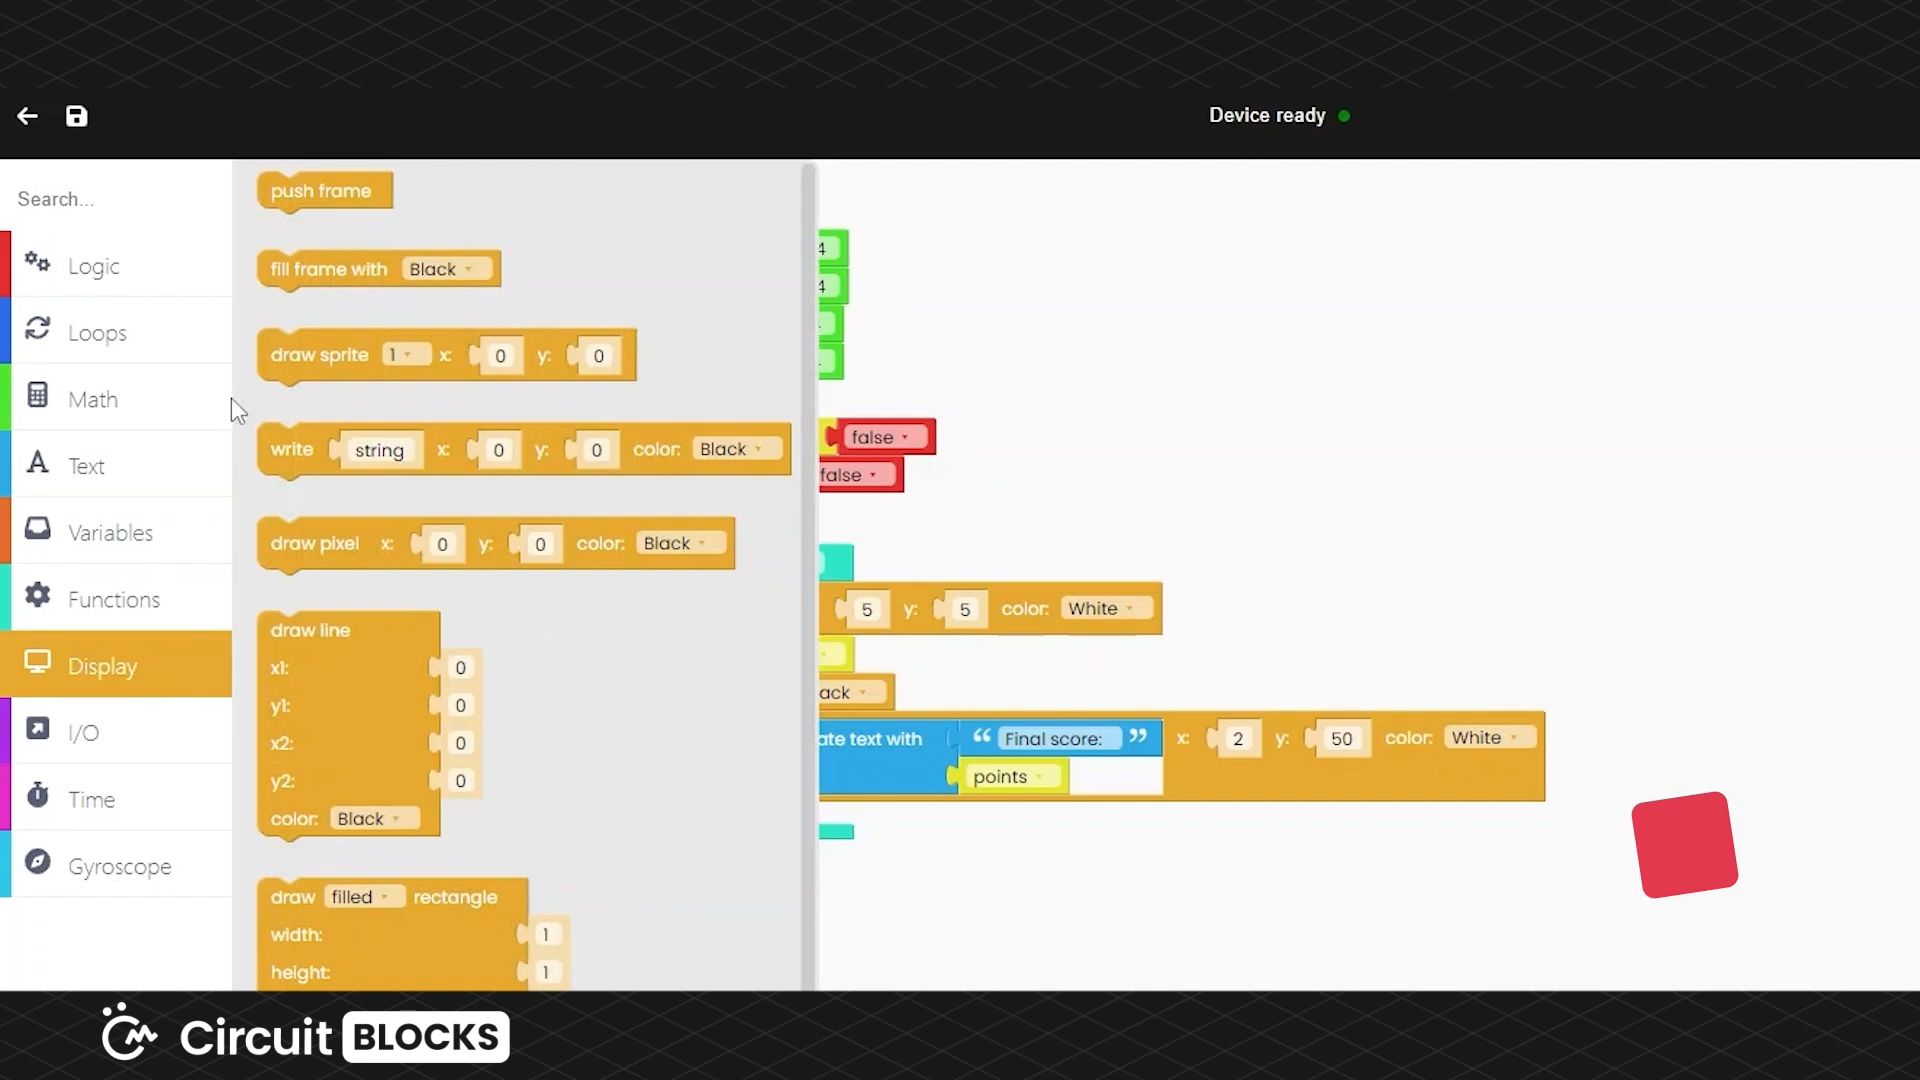 Device ready
Search...
Logic
Loops
Math
Text
Variables
Functions
Display
I/O
Time
Gyroscope
push frame
fill frame with Black
draw sprite 1 x: 0 y: 0
write string x: 0 y: 0 color: Black
draw pixel x: 0 y: 0 color: Black
draw line
x1: 0
y1: 0
x2: 0
y2: 0
color: Black
draw filled rectangle
width: 1
height: 1
4
4
false
false
5 y: 5 color: White
ack
ate text with “ Final score: ” x: 2 y: 50 color: White
points
Circuit BLOCKS